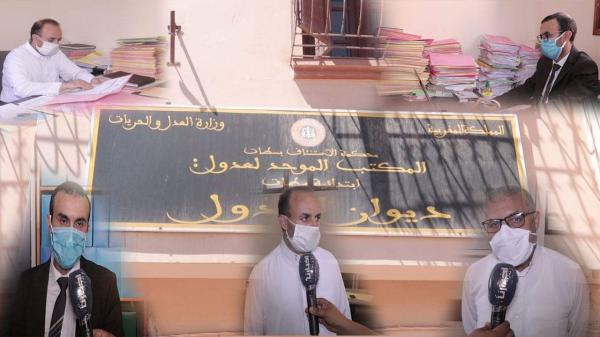 المملكة المغربية
وزارة العدل والحريات
محكمة الاستئناف بسطات
المكتب الموحد لعدول:
ابتدائية سطات
ديوان